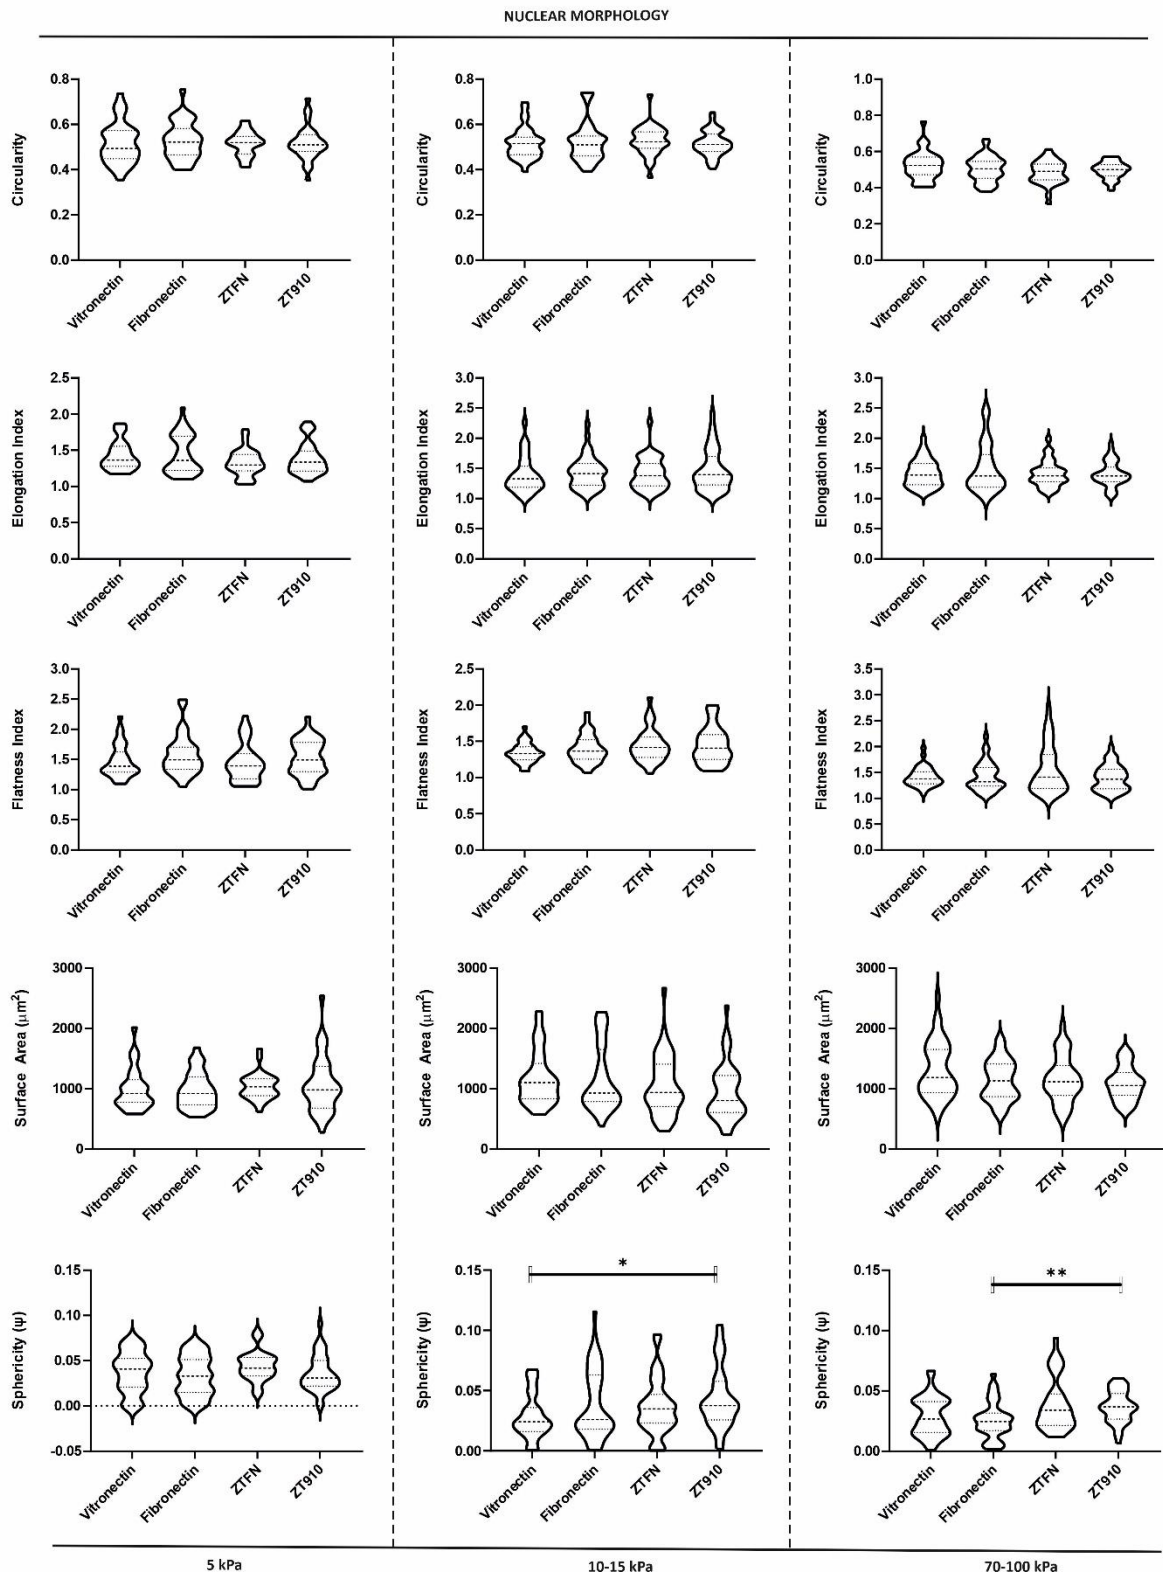 NUCLEAR MORPHOLOGY
Circularity
0.8
0.6
0.4
0.2
0.0
Vitronectin
Fibronectin
ZTFN
ZT910
Circularity
0.8
0.6
0.4
0.2
0.0
Vitronectin
Fibronectin
ZTFN
ZT910
Circularity
1.0
0.8
0.6
0.4
0.2
0.0
Vitronectin
Fibronectin
ZTFN
ZT910
Elongation Index
2.5
2.0
1.5
1.0
0.5
0.0
Vitronectin
Fibronectin
ZTFN
ZT910
Elongation Index
3.0
2.5
2.0
1.5
1.0
0.5
0.0
Vitronectin
Fibronectin
ZTFN
ZT910
Elongation Index
3.0
2.5
2.0
1.5
1.0
0.5
0.0
Vitronectin
Fibronectin
ZTFN
ZT910
Flatness Index
3.0
2.5
2.0
1.5
1.0
0.5
0.0
Vitronectin
Fibronectin
ZTFN
ZT910
Flatness Index
2.5
2.0
1.5
1.0
0.5
0.0
Vitronectin
Fibronectin
ZTFN
ZT910
Flatness Index
3.5
3.0
2.5
2.0
1.5
1.0
0.5
0.0
Vitronectin
Fibronectin
ZTFN
ZT910
Surface Area (μm²)
3000
2000
1000
0
Vitronectin
Fibronectin
ZTFN
ZT910
Surface Area (μm²)
3000
2000
1000
0
Vitronectin
Fibronectin
ZTFN
ZT910
Surface Area (μm²)
3000
2000
1000
0
Vitronectin
Fibronectin
ZTFN
ZT910
Sphericity (ψ)
0.15
0.10
0.05
0.00
-0.05
Vitronectin
Fibronectin
ZTFN
ZT910
Sphericity (ψ)
0.15
0.10
0.05
0.00
*
Vitronectin
Fibronectin
ZTFN
ZT910
Sphericity (ψ)
0.15
0.10
0.05
0.00
**
Vitronectin
Fibronectin
ZTFN
ZT910
5 kPa
10-15 kPa
70-100 kPa